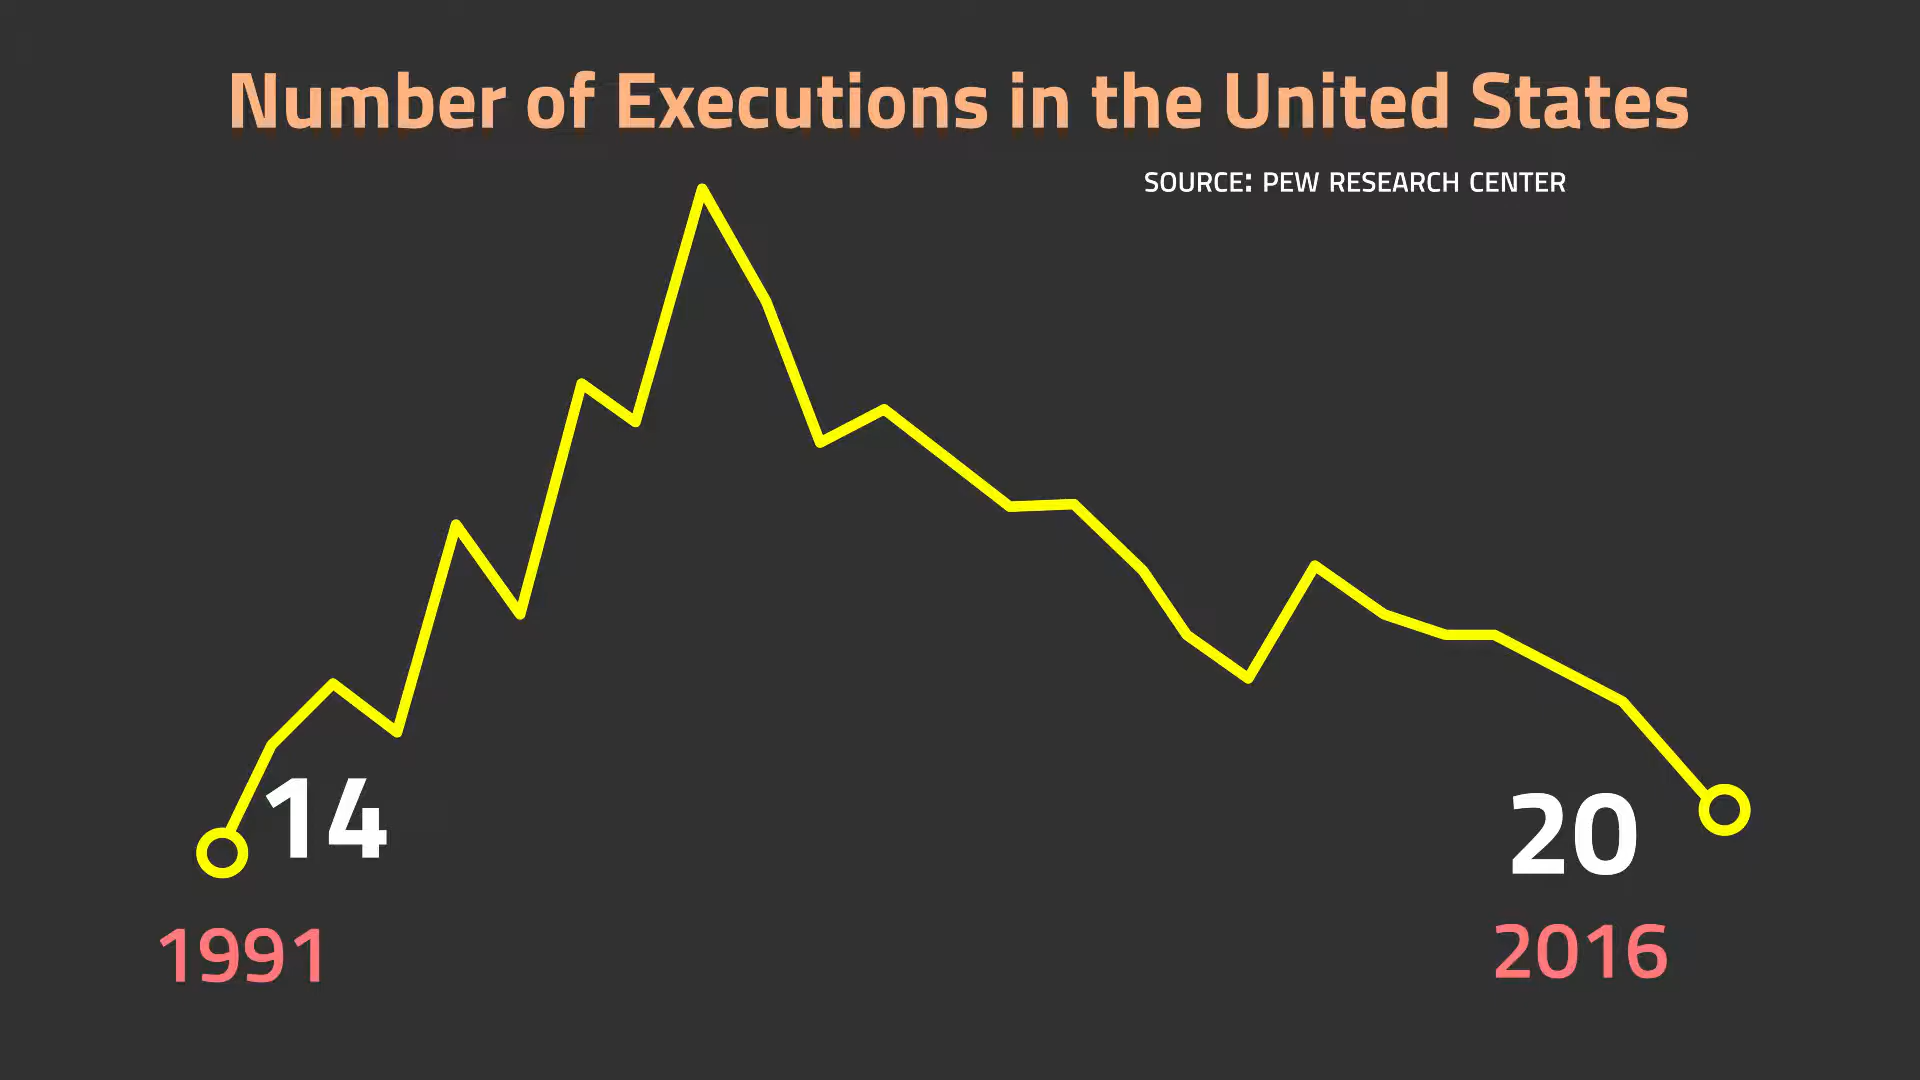 Number of Executions in the United States
SOURCE: PEW RESEARCH CENTER
14
20
1991
2016